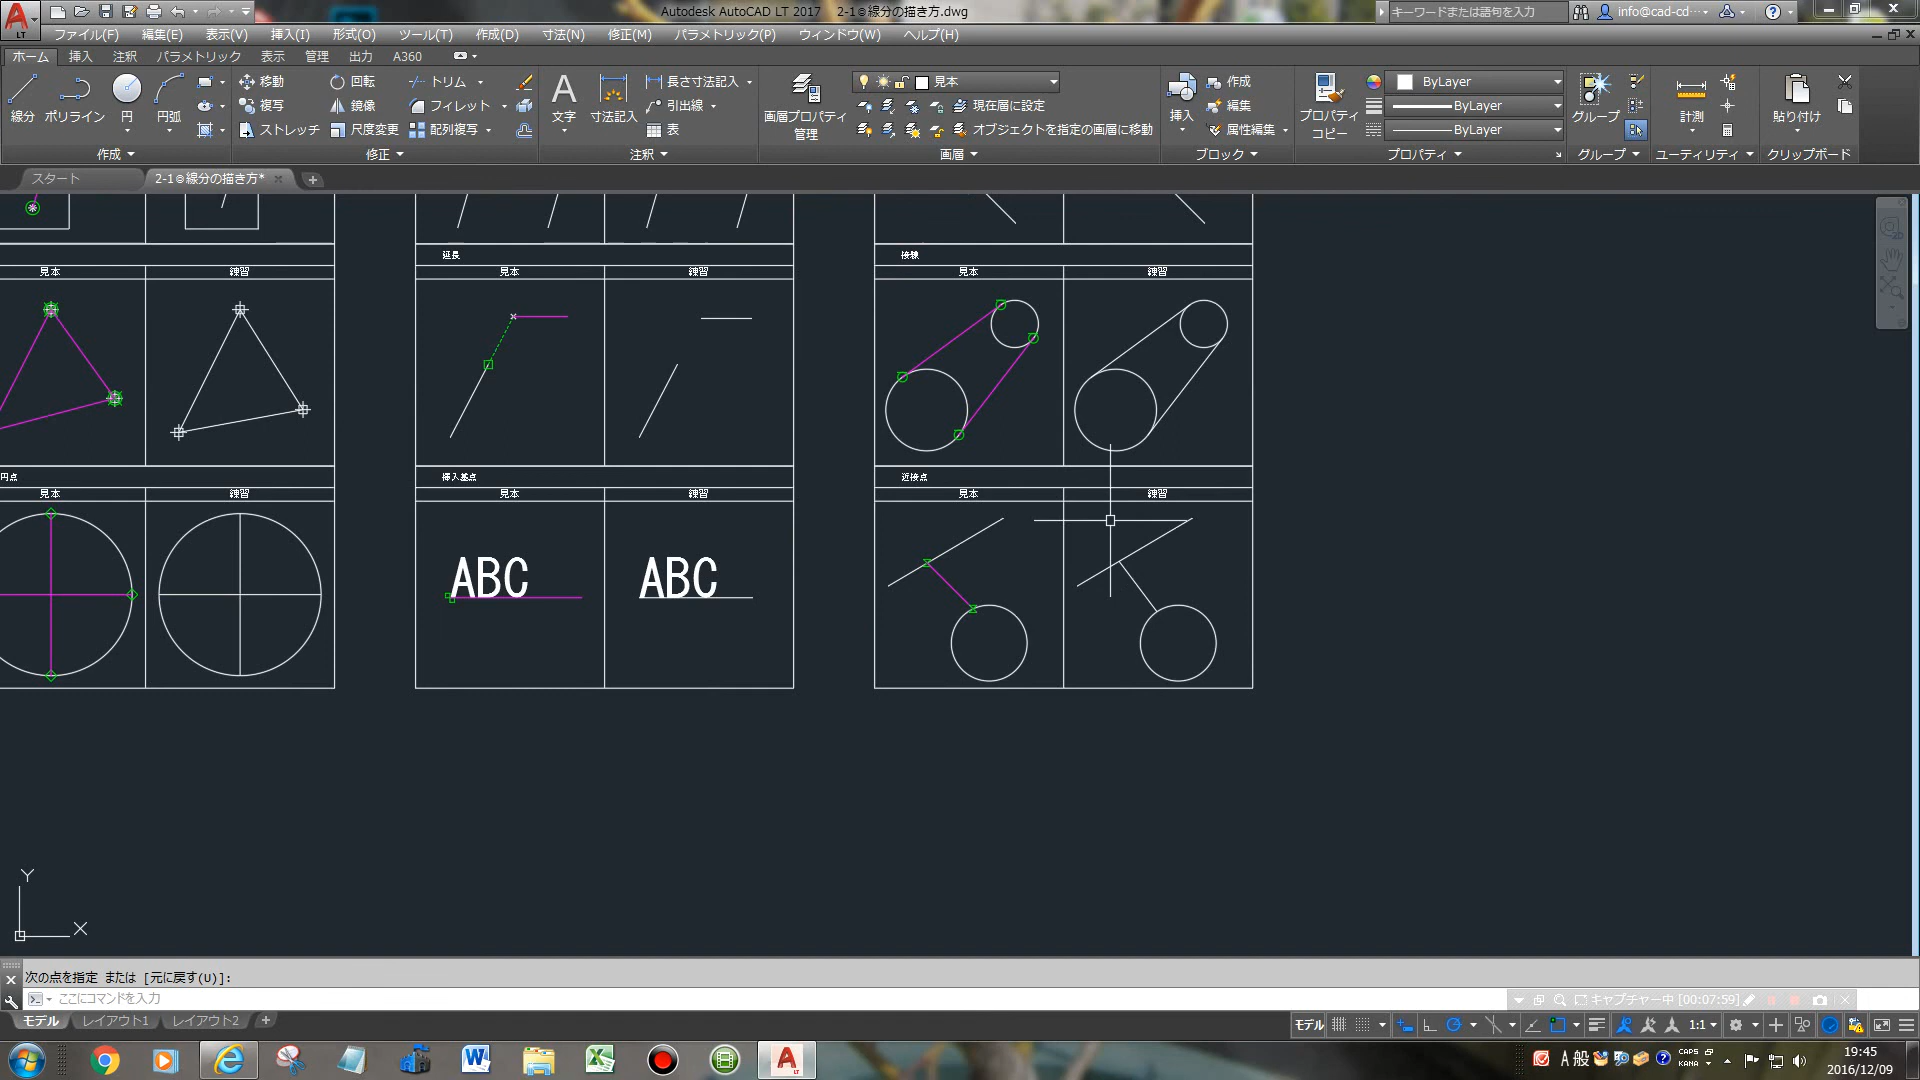 Autodesk AutoCAD LT 2017 2-1◎線分の描き方.dwg
キーワードまたは語句を入力
info@cad-cd...
LT
ファイル(F) 編集(E) 表示(V) 挿入(I) 形式(O) ツール(T) 作成(D) 寸法(N) 修正(M) パラメトリック(P) ウィンドウ(W) ヘルプ(H)
ホーム 挿入 注釈 パラメトリック 表示 管理 出力 A360
線分 ポリライン 円 円弧
移動 回転 トリム
複写 鏡像 フィレット
ストレッチ 尺度変更 配列複写
文字 寸法記入
長さ寸法記入
引出線
表
画層プロパティ管理
見本
現在層に設定
オブジェクトを指定の画層に移動
挿入
作成
編集
属性編集
プロパティコピー
ByLayer
ByLayer
ByLayer
グループ
計測
貼り付け
作成 修正 注釈 画層 ブロック プロパティ グループ ユーティリティ クリップボード
スタート 2-1◎線分の描き方*
延長 接線
見本 練習 見本 練習 見本 練習
円点 挿入基点 近接点
見本 練習 見本 練習 見本 練習
ABC ABC
Y
X
次の点を指定 または [元に戻す(U)]:
ここにコマンドを入力
キャプチャー中 [00:07:59]
モデル レイアウト1 レイアウト2
モデル 1:1
A 般 CAPS KANA
19:45
2016/12/09